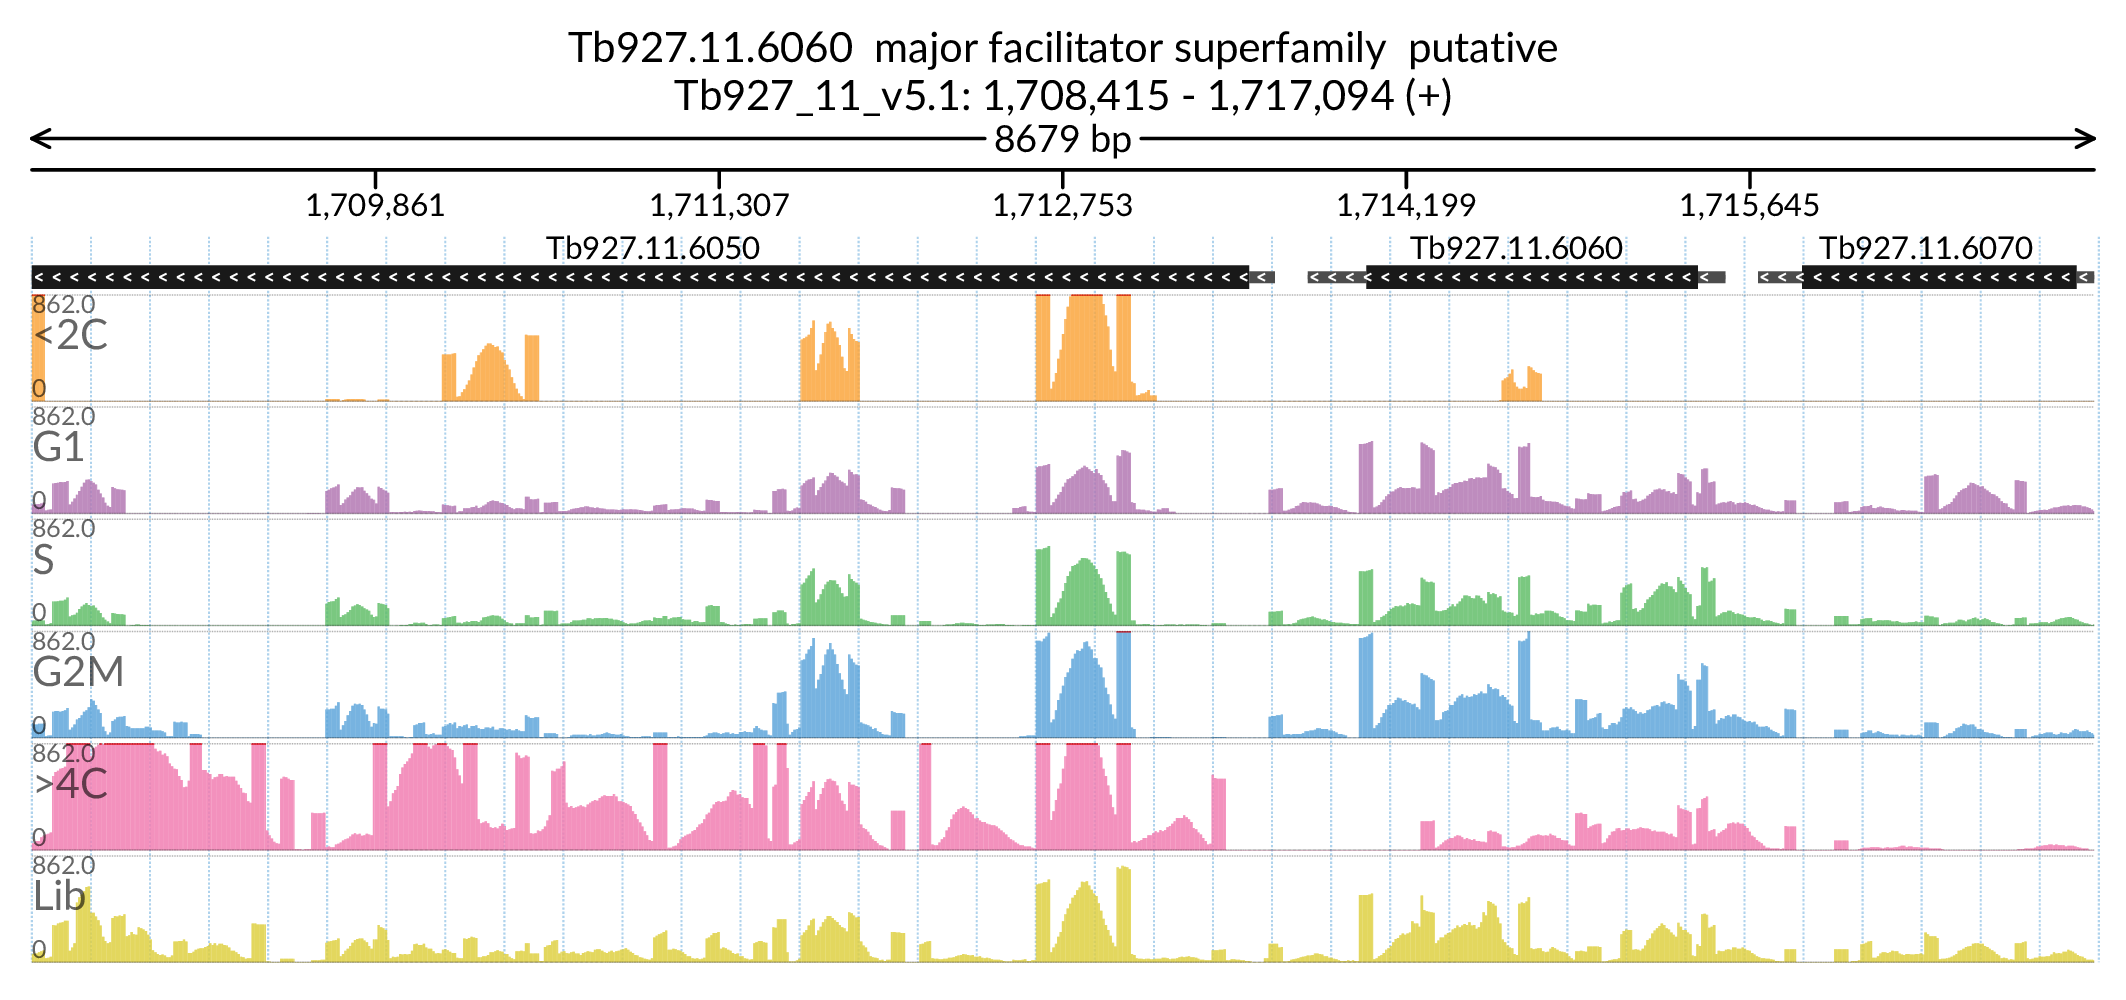 Tb927.11.6060  major facilitator superfamily  putative
Tb927_11_v5.1: 1,708,415 - 1,717,094 (+)
8679 bp
1,709,861 1,711,307 1,712,753 1,714,199 1,715,645
Tb927.11.6050 Tb927.11.6060 Tb927.11.6070
862.0
<2C
0
862.0
G1
0
862.0
S
0
862.0
G2M
0
862.0
>4C
0
862.0
Lib
0